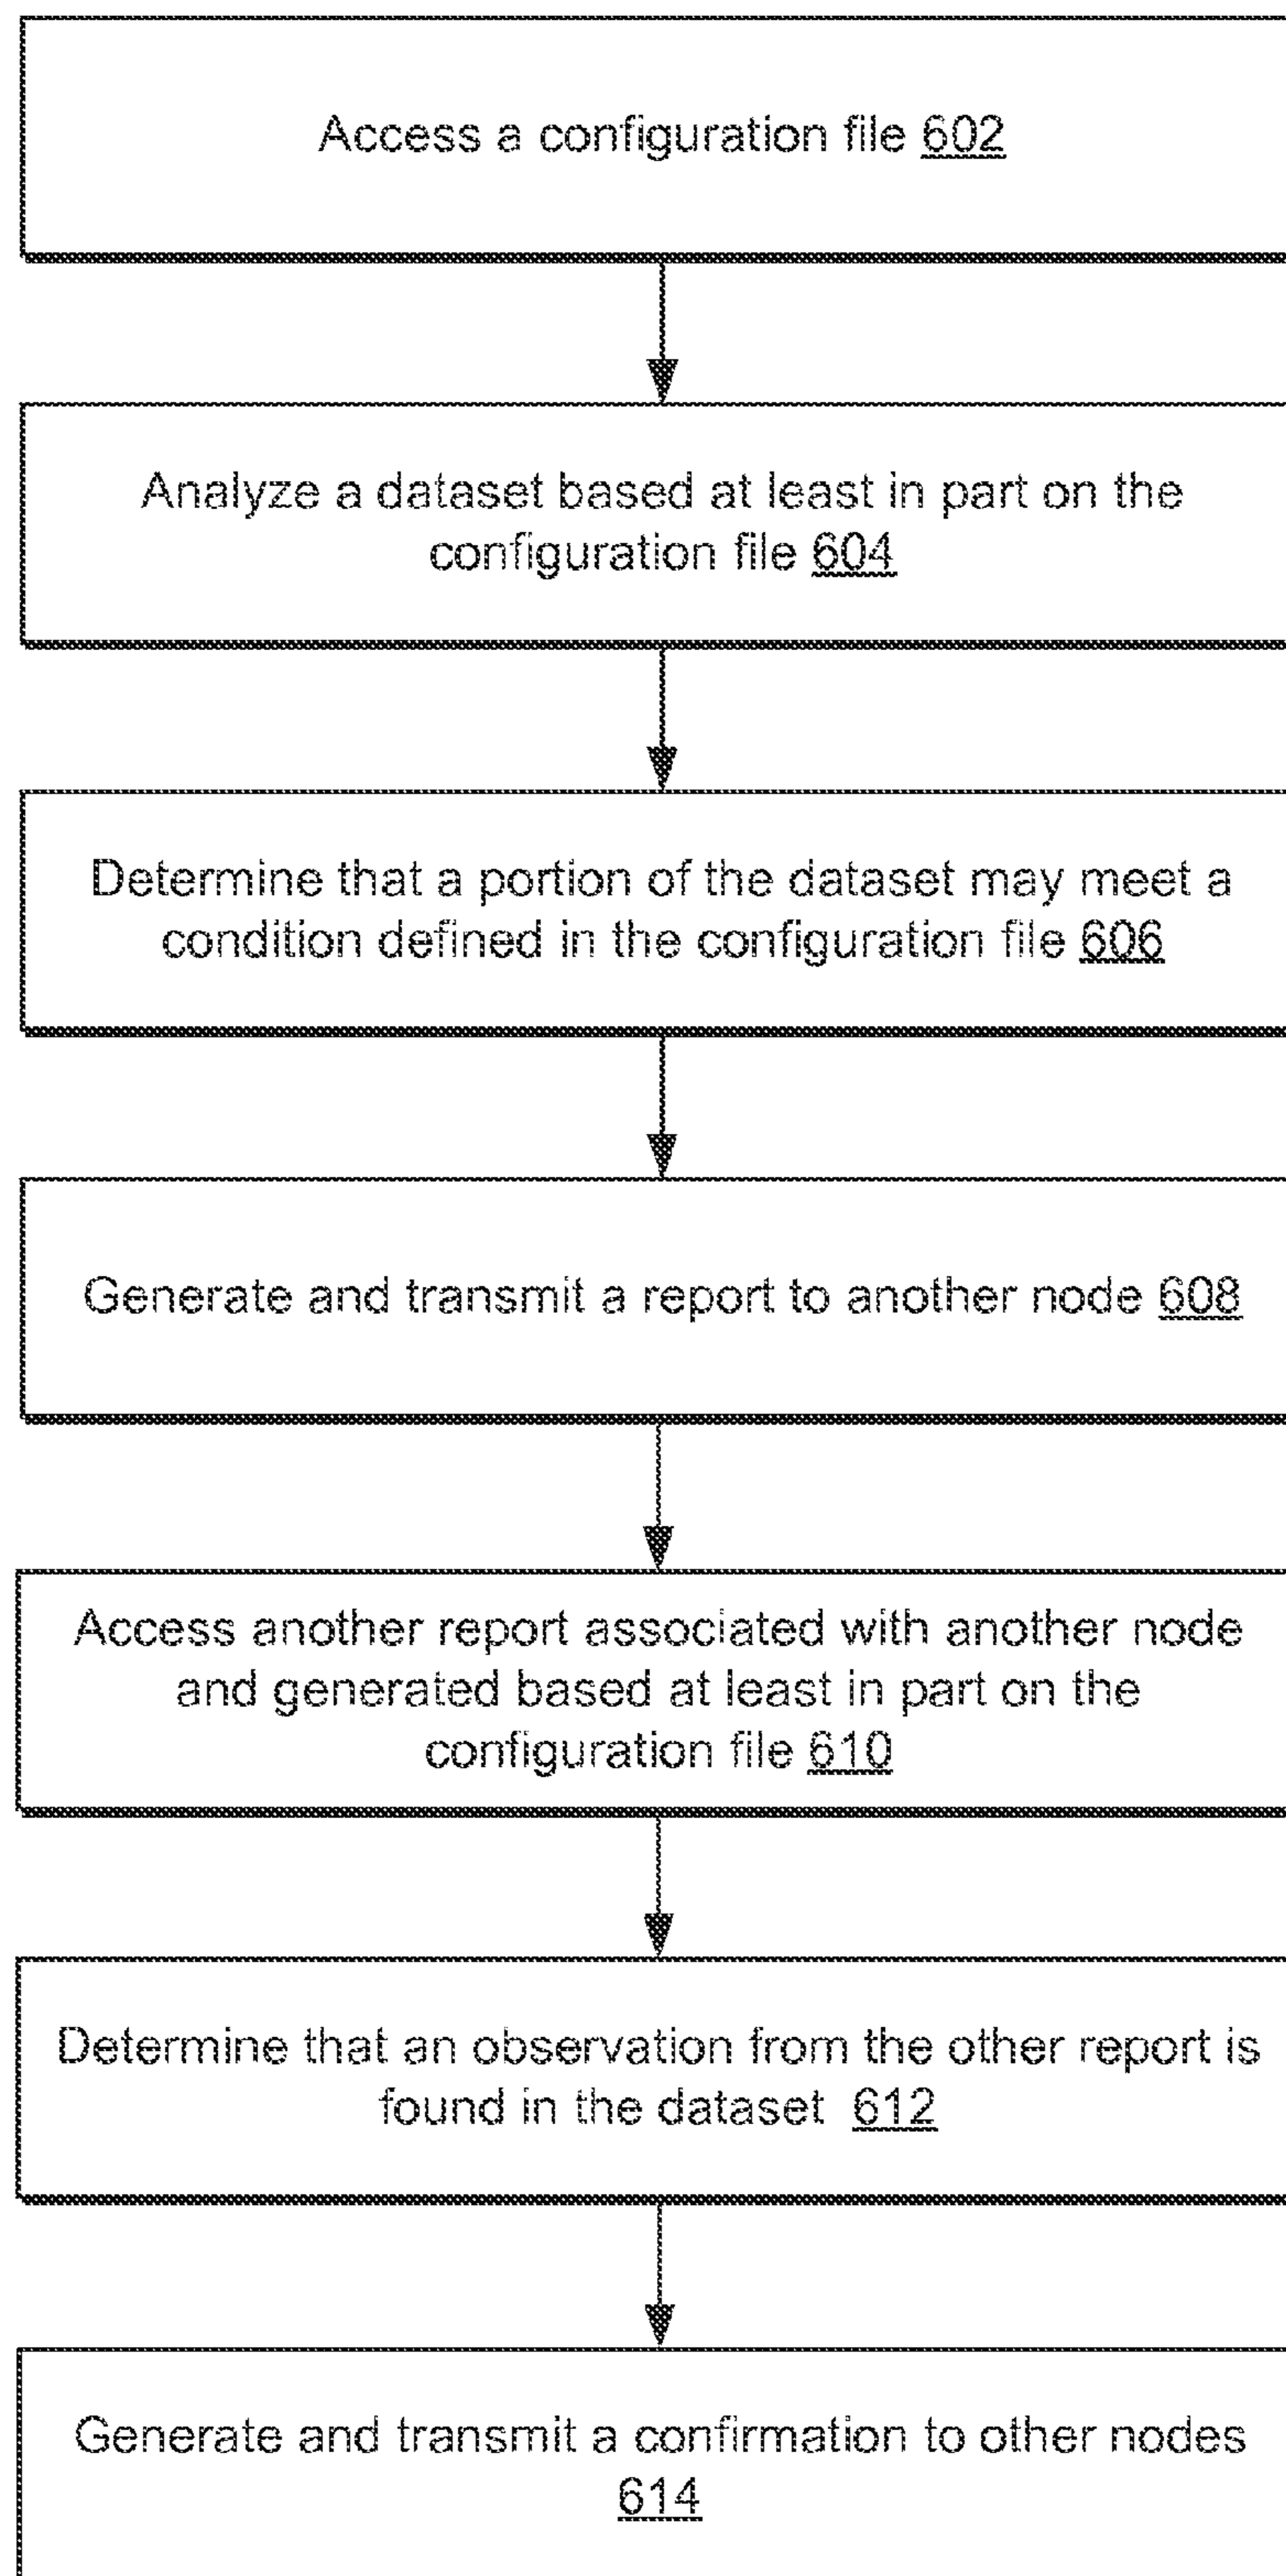 Access a configuration file 602
Analyze a dataset based at least in part on the
configuration file 604
Determine that a portion of the dataset may meet a
condition defined in the configuration file 606
Generate and transmit a report to another node 608
Access another report associated with another node
and generated based at least in part on the
configuration file 610
Determine that an observation from the other report is
found in the dataset 612
Generate and transmit a confirmation to other nodes
614